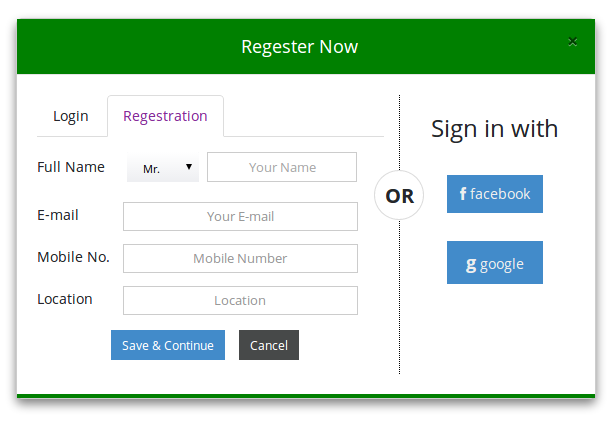 Regester Now
×
Login Regestration
Full Name Mr. Your Name
E-mail Your E-mail
Mobile No. Mobile Number
Location Location
Save & Continue Cancel
OR
Sign in with
f facebook
g google